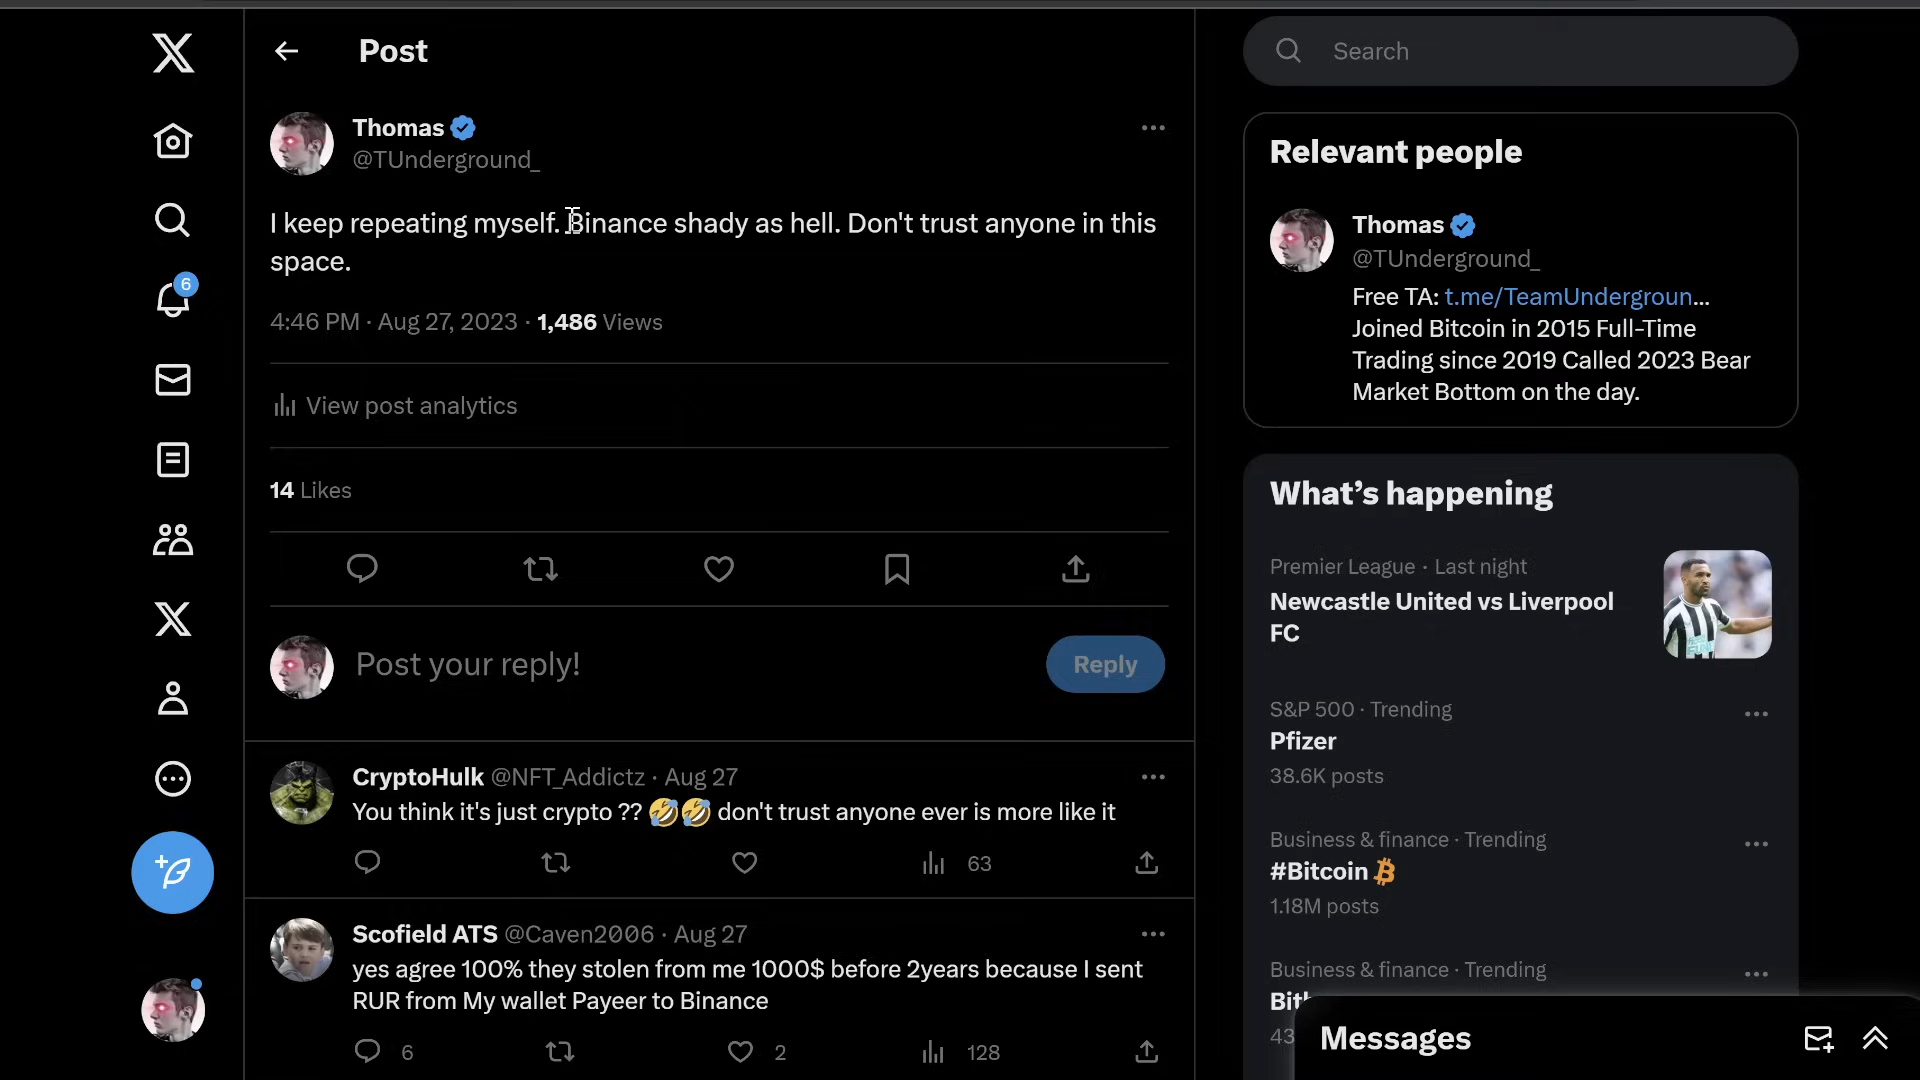 Post
Thomas
@TUnderground_
I keep repeating myself. Binance shady as hell. Don't trust anyone in this
space.
4:46 PM · Aug 27, 2023 · 1,486 Views
View post analytics
14 Likes
Post your reply!
Reply
CryptoHulk @NFT_Addictz · Aug 27
You think it's just crypto ?? 🤣🤣 don't trust anyone ever is more like it
63
Scofield ATS @Caven2006 · Aug 27
yes agree 100% they stolen from me 1000$ before 2years because I sent
RUR from My wallet Payeer to Binance
6
2
128
6
Search
Relevant people
Thomas
@TUnderground_
Free TA: t.me/TeamUndergroun...
Joined Bitcoin in 2015 Full-Time
Trading since 2019 Called 2023 Bear
Market Bottom on the day.
What's happening
Premier League · Last night
Newcastle United vs Liverpool
FC
S&P 500 · Trending
Pfizer
38.6K posts
Business & finance · Trending
#Bitcoin
1.18M posts
Business & finance · Trending
Messages